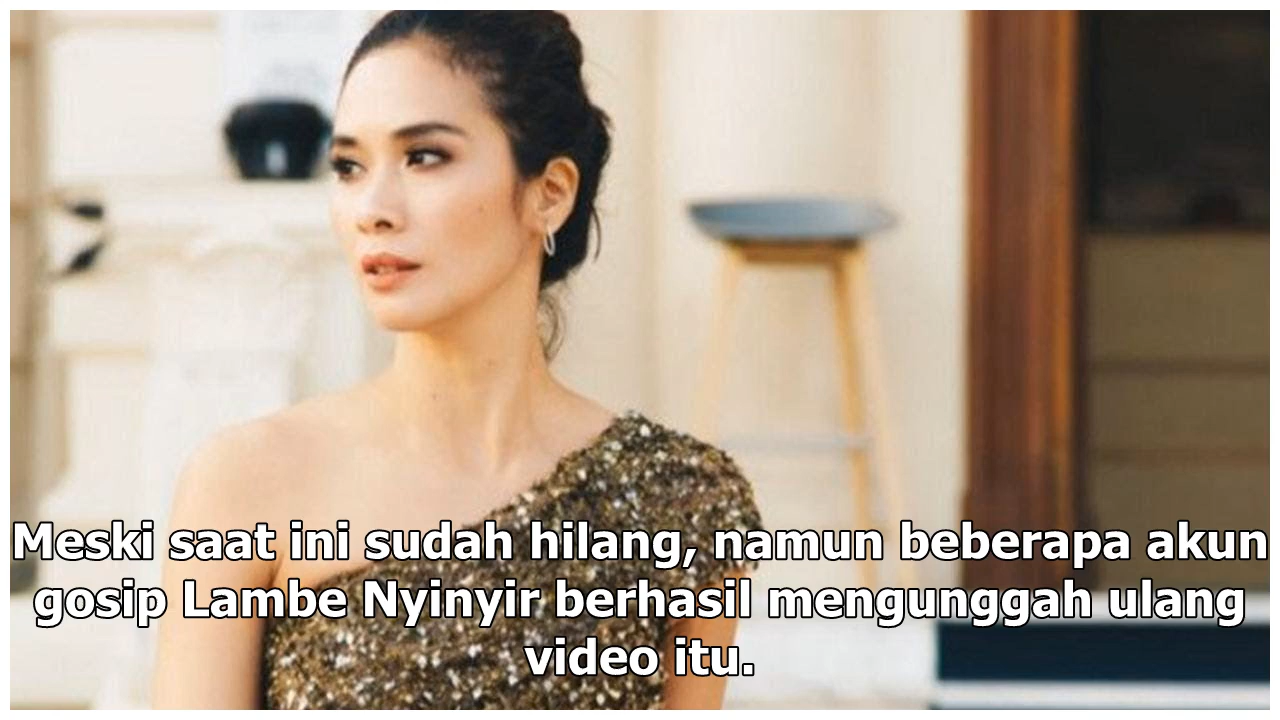 Meski saat ini sudah hilang, namun beberapa akun
gosip Lambe Nyinyir berhasil mengunggah ulang
video itu.